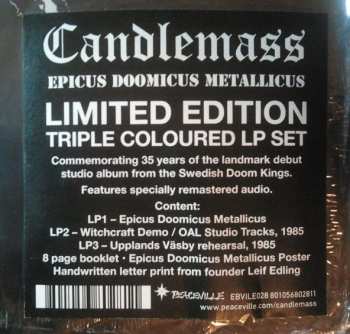 Candlemass
EPICUS DOOMICUS METALLICUS
LIMITED EDITION
TRIPLE COLOURED LP SET
Commemorating 35 years of the landmark debut
studio album from the Swedish Doom Kings.
Features specially remastered audio.
Content:
LP1 – Epicus Doomicus Metallicus
LP2 – Witchcraft Demo / OAL Studio Tracks, 1985
LP3 – Upplands Väsby rehearsal, 1985
8 page booklet • Epicus Doomicus Metallicus Poster
Handwritten letter print from founder Leif Edling
PEACEVILLE EBVILE028 801056802811
www.peaceville.com/candlemass